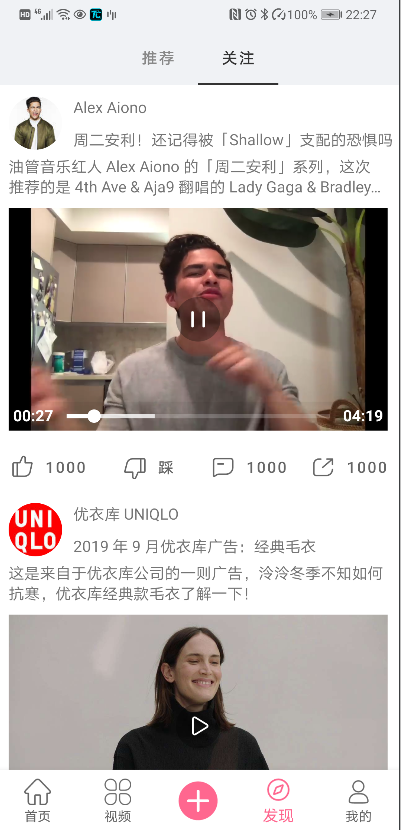 HD 4G 100% 22:27
推荐 关注
Alex Aiono
周二安利！还记得被「Shallow」支配的恐惧吗
油管音乐红人 Alex Aiono 的「周二安利」系列，这次
推荐的是 4th Ave & Aja9 翻唱的 Lady Gaga & Bradley...
00:27 04:19
1000 踩 1000 1000
UNI
QLO
优衣库 UNIQLO
2019 年 9 月优衣库广告：经典毛衣
这是来自于优衣库公司的一则广告，泠泠冬季不知如何
抗寒，优衣库经典款毛衣了解一下！
首页 视频 发现 我的